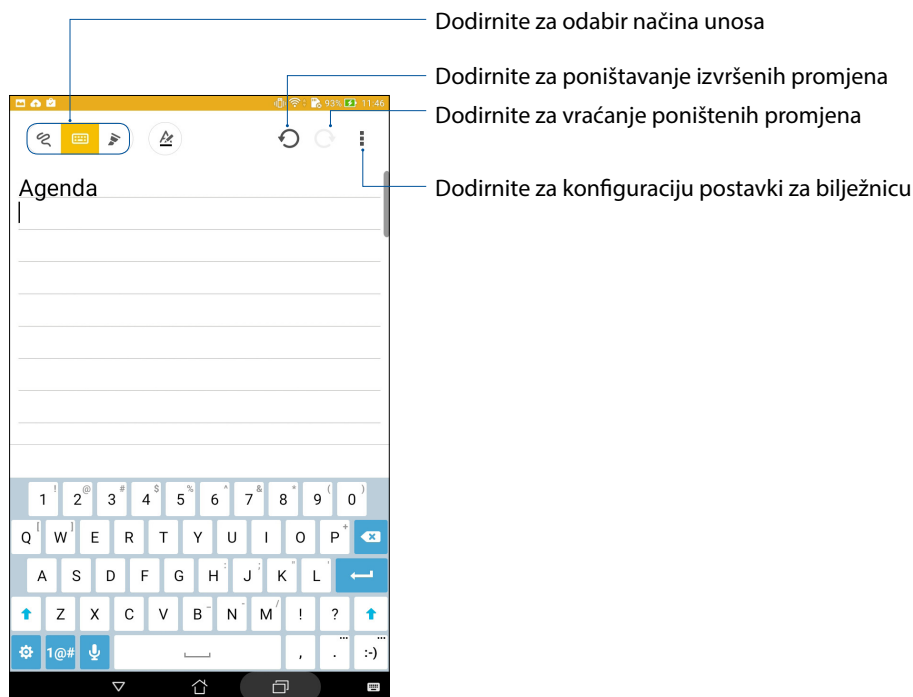 Dodirnite za odabir načina unosa
Dodirnite za poništavanje izvršenih promjena
Dodirnite za vraćanje poništenih promjena
Dodirnite za konfiguraciju postavki za bilježnicu
93% 11:46
Agenda
1 ! 2 @ 3 # 4 $ 5 % 6 ^ 7 & 8 * 9 ( 0 )
Q [ W ] E R T Y U I O P +
A S D F G H : J ; K " L '
Z X C V B _ N - M / ! ?
1@# , . ... :-) ...